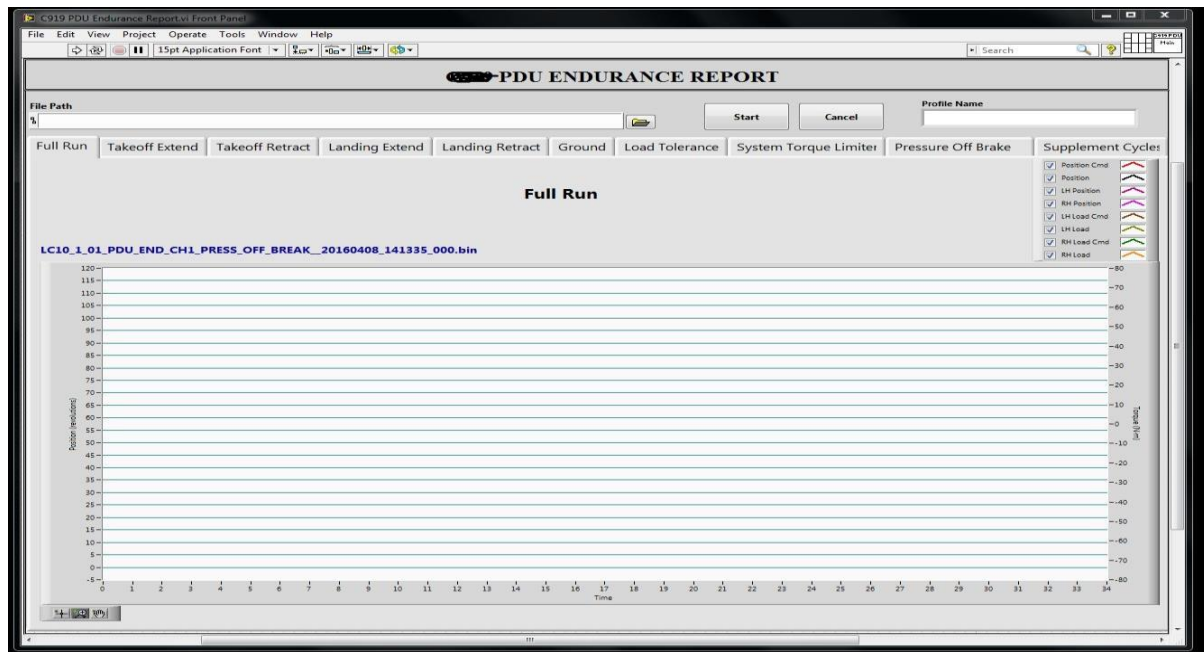 C919 PDU Endurance Report.vi Front Panel
File Edit View Project Operate Tools Window Help
15pt Application Font
Search
C919 PDU
Main
-PDU ENDURANCE REPORT
File Path
Start
Cancel
Profile Name
Full Run
Takeoff Extend
Takeoff Retract
Landing Extend
Landing Retract
Ground
Load Tolerance
System Torque Limiter
Pressure Off Brake
Supplement Cycles
Position Cmd
Position
LH Position
RH Position
LH Load Cmd
LH Load
RH Load Cmd
RH Load
Full Run
LC10_1_01_PDU_END_CH1_PRESS_OFF_BREAK__20160408_141335_000.bin
Position (revolutions)
120
115
110
105
100
95
90
85
80
75
70
65
60
55
50
45
40
35
30
25
20
15
10
5
0
-5
80
70
60
50
40
30
20
10
0
-10
-20
-30
-40
-50
-60
-70
-80
Torque (N-m)
0 1 2 3 4 5 6 7 8 9 10 11 12 13 14 15 16 17 18 19 20 21 22 23 24 25 26 27 28 29 30 31 32 33 34
Time